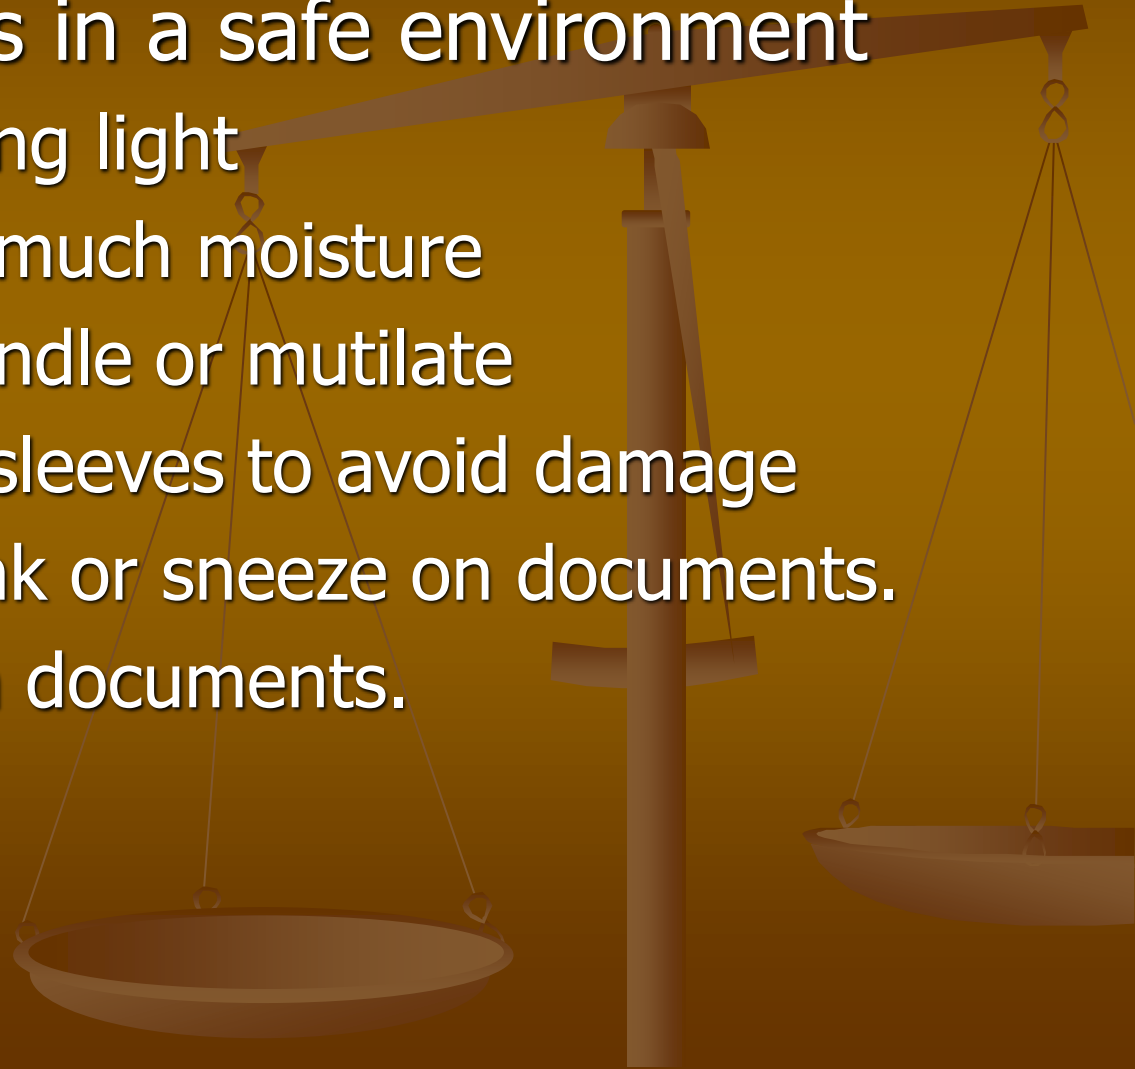 s in a safe environment
ng light
much moisture
ndle or mutilate
sleeves to avoid damage
nk or sneeze on documents.
documents.